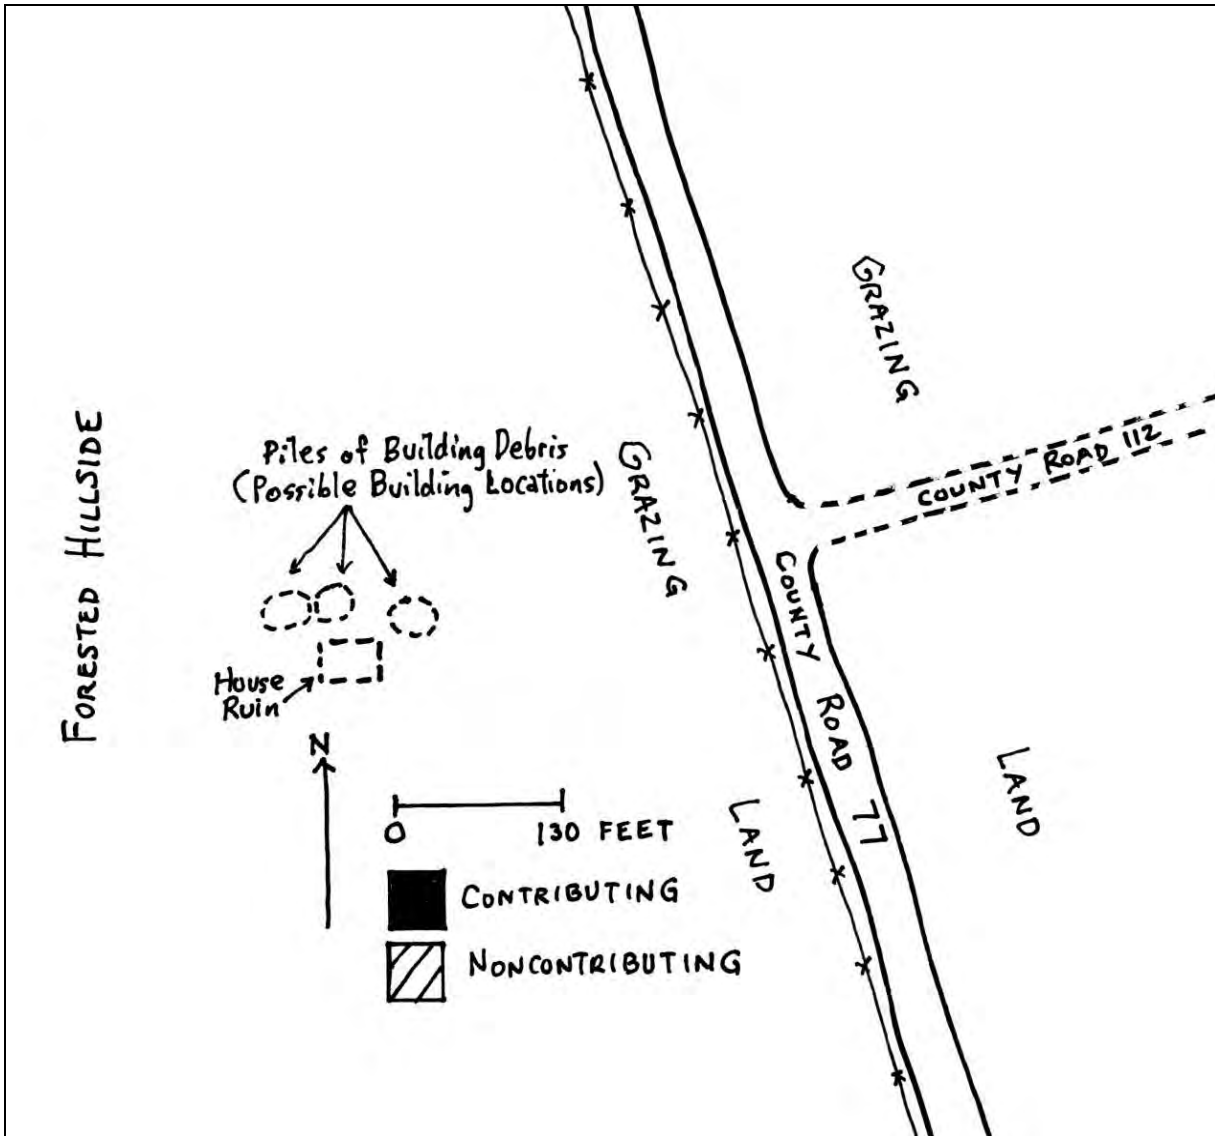 GRAZING
LAND
COUNTY ROAD 112
FORESTED HILLSIDE
Piles of Building Debris
(Possible Building Locations)
GRAZING
LAND
COUNTY ROAD 77
House
Ruin
N
0 130 FEET
CONTRIBUTING
NONCONTRIBUTING